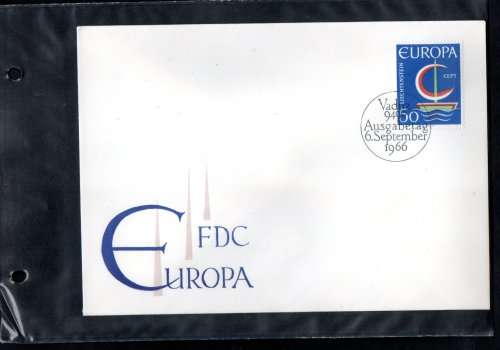 EUROPA
CEPT
LIECHTENSTEIN
50
Vaduz
9490
Ausgabetag
6.September
1966
FDC
EUROPA